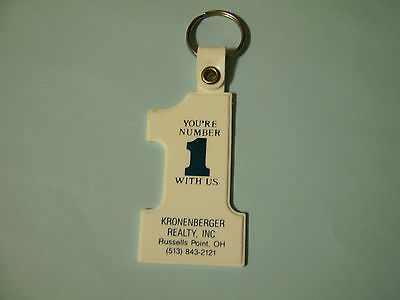 YOU'RE
NUMBER
1
WITH US
KRONENBERGER
REALTY, INC.
Russells Point, OH
(513) 843-2121